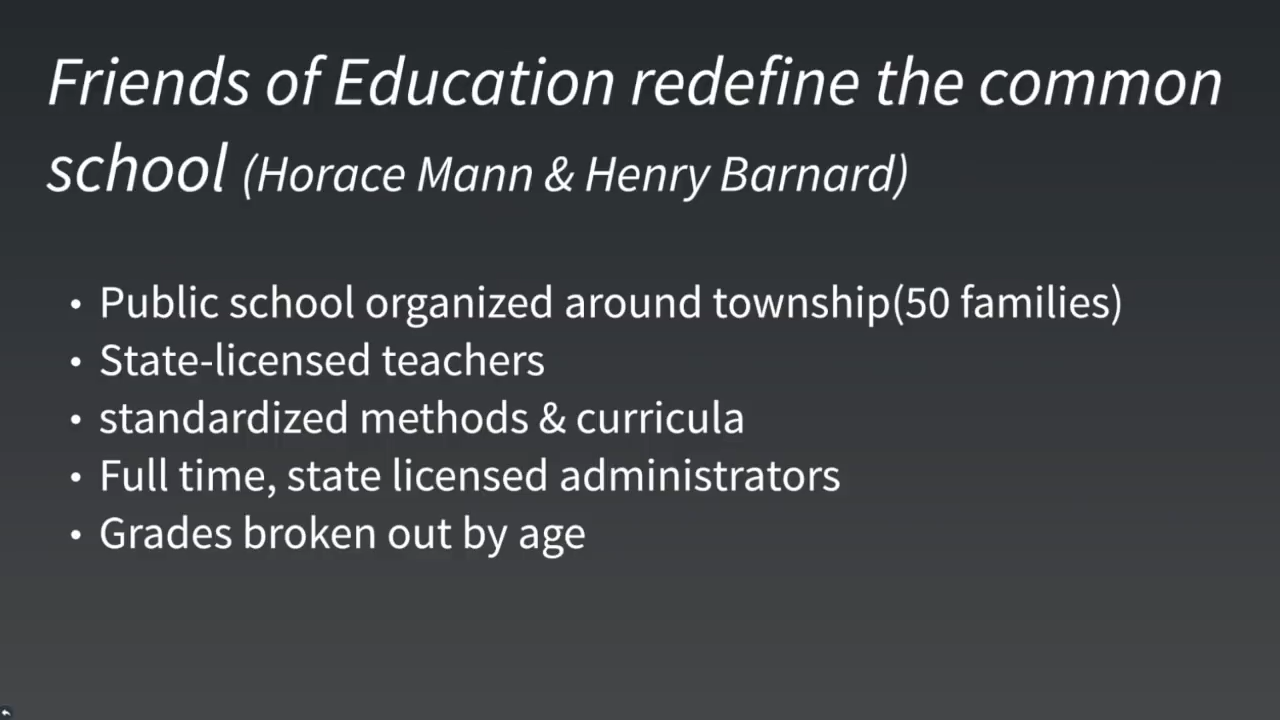 Friends of Education redefine the common
school (Horace Mann & Henry Barnard)
• Public school organized around township(50 families)
• State-licensed teachers
• standardized methods & curricula
• Full time, state licensed administrators
• Grades broken out by age